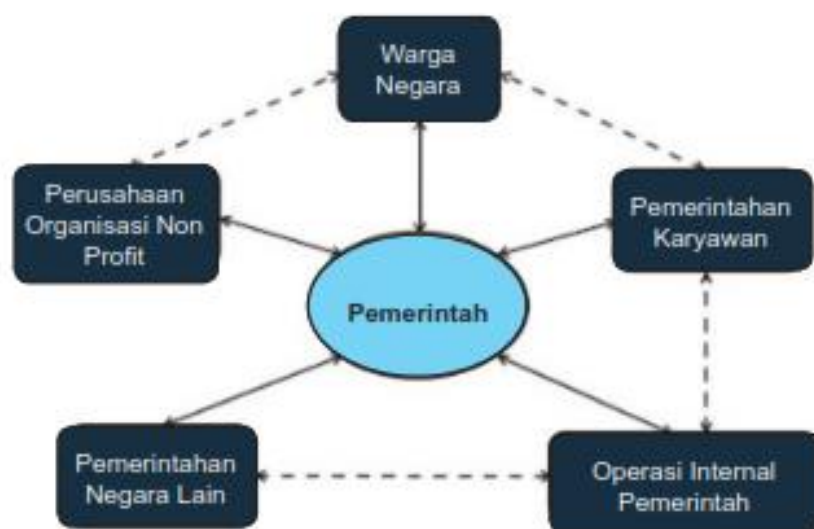 Warga
Negara
Perusahaan
Organisasi Non
Profit
Pemerintahan
Karyawan
Pemerintah
Pemerintahan
Negara Lain
Operasi Internal
Pemerintah